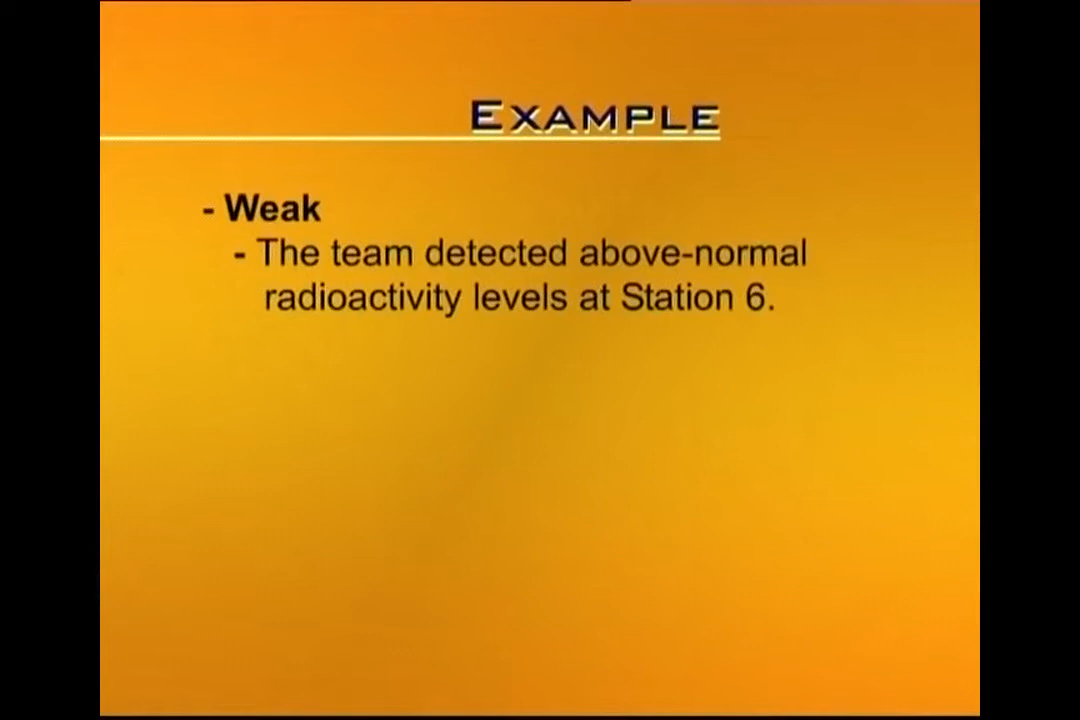 EXAMPLE
- Weak
- The team detected above-normal
radioactivity levels at Station 6.